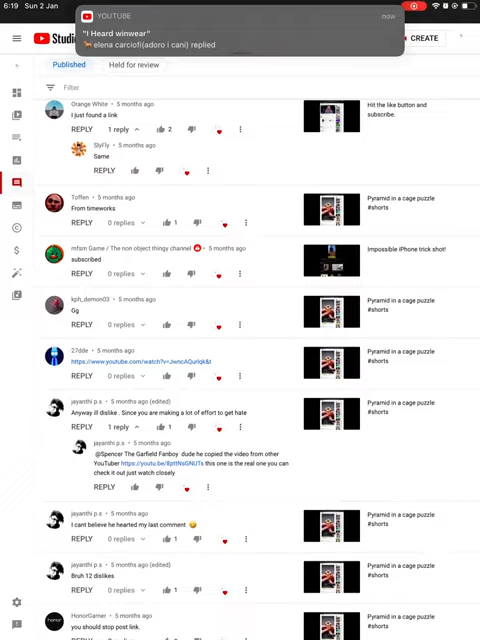 6:19 Sun 2 Jan
YOUTUBE now
"I Heard winwear"
elena carciofi(adoro i cani) replied
Studio
CREATE
Published Held for review
Filter
Orange White • 5 months ago
I just found a link
REPLY 1 reply 2
SlyFly • 5 months ago
Same
REPLY
Hit the like button and
subscribe.
Toffen • 5 months ago
From timeworks
REPLY 0 replies 1
Pyramid in a cage puzzle
#shorts
mfsm Game / The non object thingy channel • 5 months ago
subscribed
REPLY 0 replies
Impossible iPhone trick shot!
kph_demon03 • 5 months ago
Gg
REPLY 0 replies
Pyramid in a cage puzzle
#shorts
27dde • 5 months ago
REPLY 0 replies
Pyramid in a cage puzzle
#shorts
jayanthi p.s • 5 months ago (edited)
Anyway ill dislike . Since you are making a lot of effort to get hate
REPLY 1 reply 1
Pyramid in a cage puzzle
#shorts
jayanthi p.s • 5 months ago
@Spencer The Garfield Fanboy dude he copied the video from other
YouTuber https://youtu.be/8pttNsGNUTs this one is the real one you can
check it out just watch closely
REPLY
jayanthi p.s • 5 months ago
I cant believe he hearted my last comment 🤣
REPLY 0 replies 1
Pyramid in a cage puzzle
#shorts
jayanthi p.s • 5 months ago (edited)
Bruh 12 dislikes
REPLY 0 replies 1
Pyramid in a cage puzzle
#shorts
HonorGamer • 5 months ago
you should stop post link.
Pyramid in a cage puzzle
#shorts